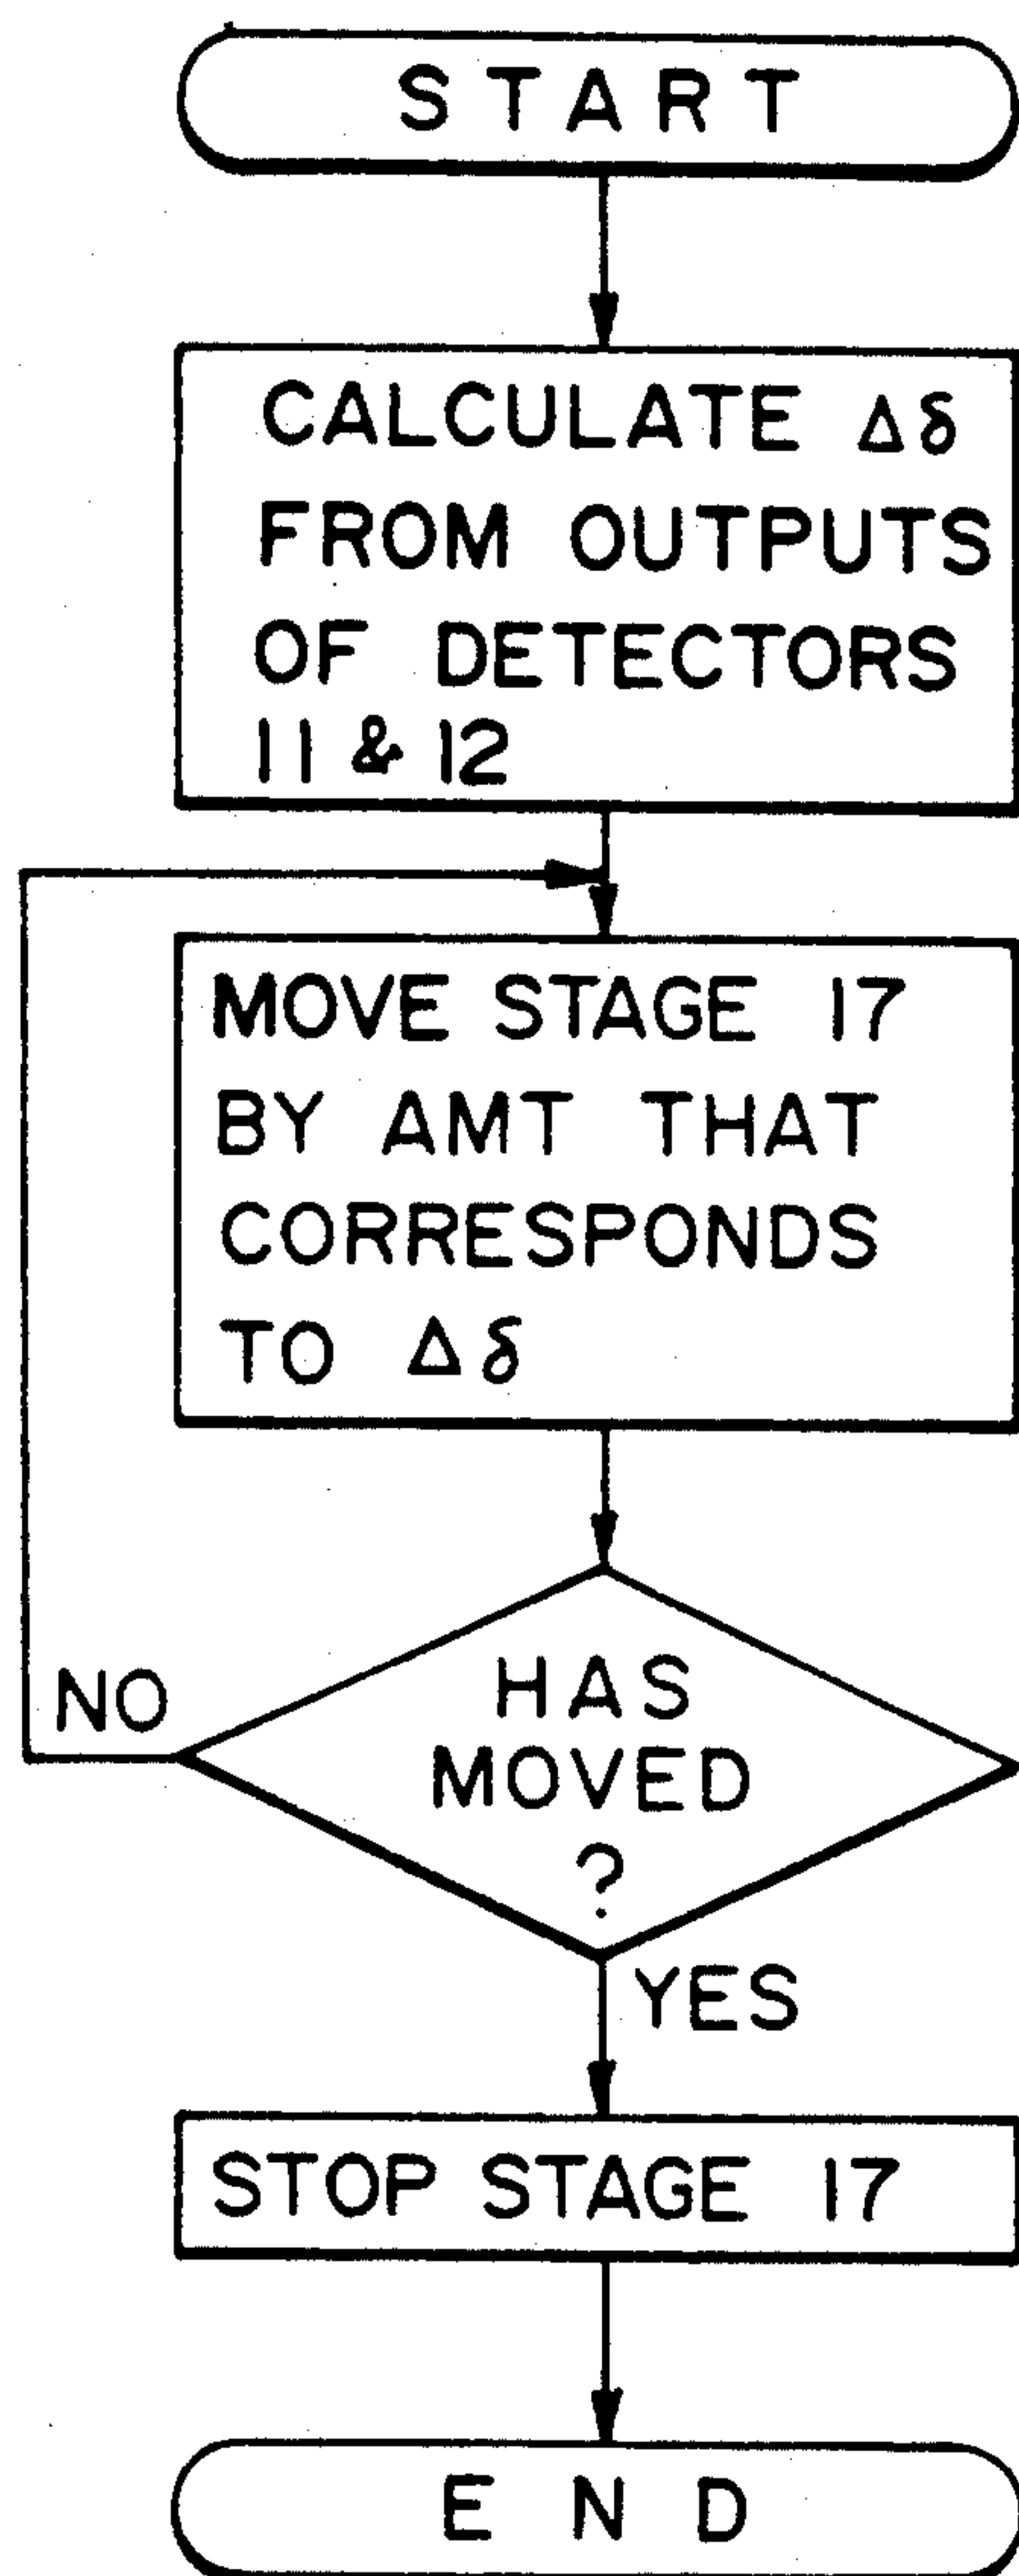 START
CALCULATE Δδ
FROM OUTPUTS
OF DETECTORS
11 & 12
MOVE STAGE 17
BY AMT THAT
CORRESPONDS
TO Δδ
NO
HAS
MOVED
?
YES
STOP STAGE 17
END